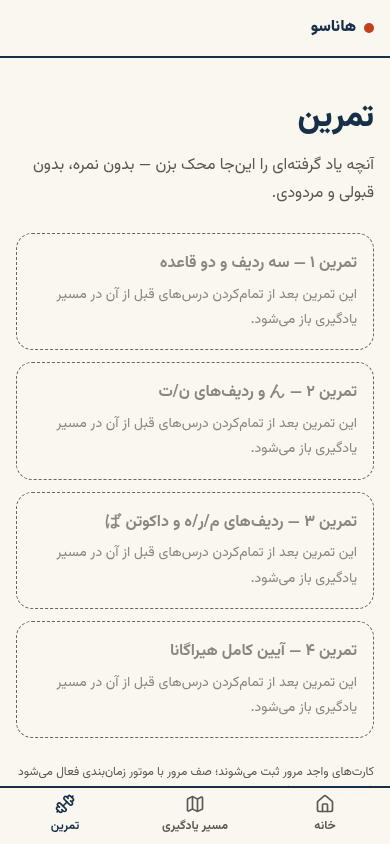 هاناسو
تمرین
آنچه یاد گرفته‌ای را این‌جا محک بزن — بدون نمره، بدون
قبولی و مردودی.
تمرین ۱ — سه ردیف و دو قاعده
این تمرین بعد از تمام‌کردن درس‌های قبل از آن در مسیر
یادگیری باز می‌شود.
تمرین ۲ — ん و ردیف‌های ن/ت
این تمرین بعد از تمام‌کردن درس‌های قبل از آن در مسیر
یادگیری باز می‌شود.
تمرین ۳ — ردیف‌های م/ر/ه و داکوتن ば
این تمرین بعد از تمام‌کردن درس‌های قبل از آن در مسیر
یادگیری باز می‌شود.
تمرین ۴ — آیین کامل هیراگانا
این تمرین بعد از تمام‌کردن درس‌های قبل از آن در مسیر
یادگیری باز می‌شود.
کارت‌های واجد مرور ثبت می‌شوند؛ صف مرور با موتور زمان‌بندی فعال می‌شود
خانه
مسیر یادگیری
تمرین